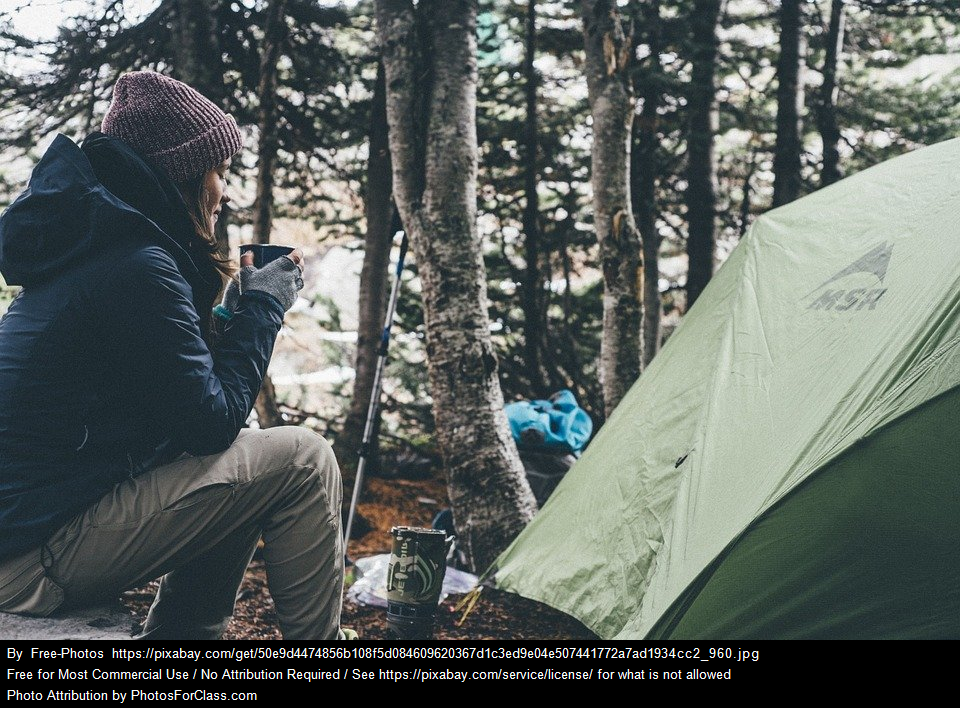 MSR
JETBOIL
By Free-Photos https://pixabay.com/get/50e9d4474856b108f5d084609620367d1c3ed9e04e507441772a7ad1934cc2_960.jpg
Free for Most Commercial Use / No Attribution Required / See https://pixabay.com/service/license/ for what is not allowed
Photo Attribution by PhotosForClass.com